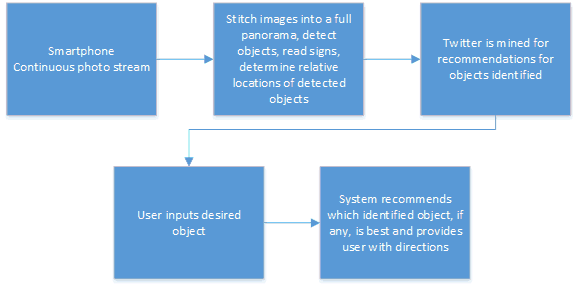 Smartphone
Continuous photo stream
Stitch images into a full
panorama, detect
objects, read signs,
determine relative
locations of detected
objects
Twitter is mined for
recommendations for
objects identified
User inputs desired
object
System recommends
which identified object, if
any, is best and provides
user with directions